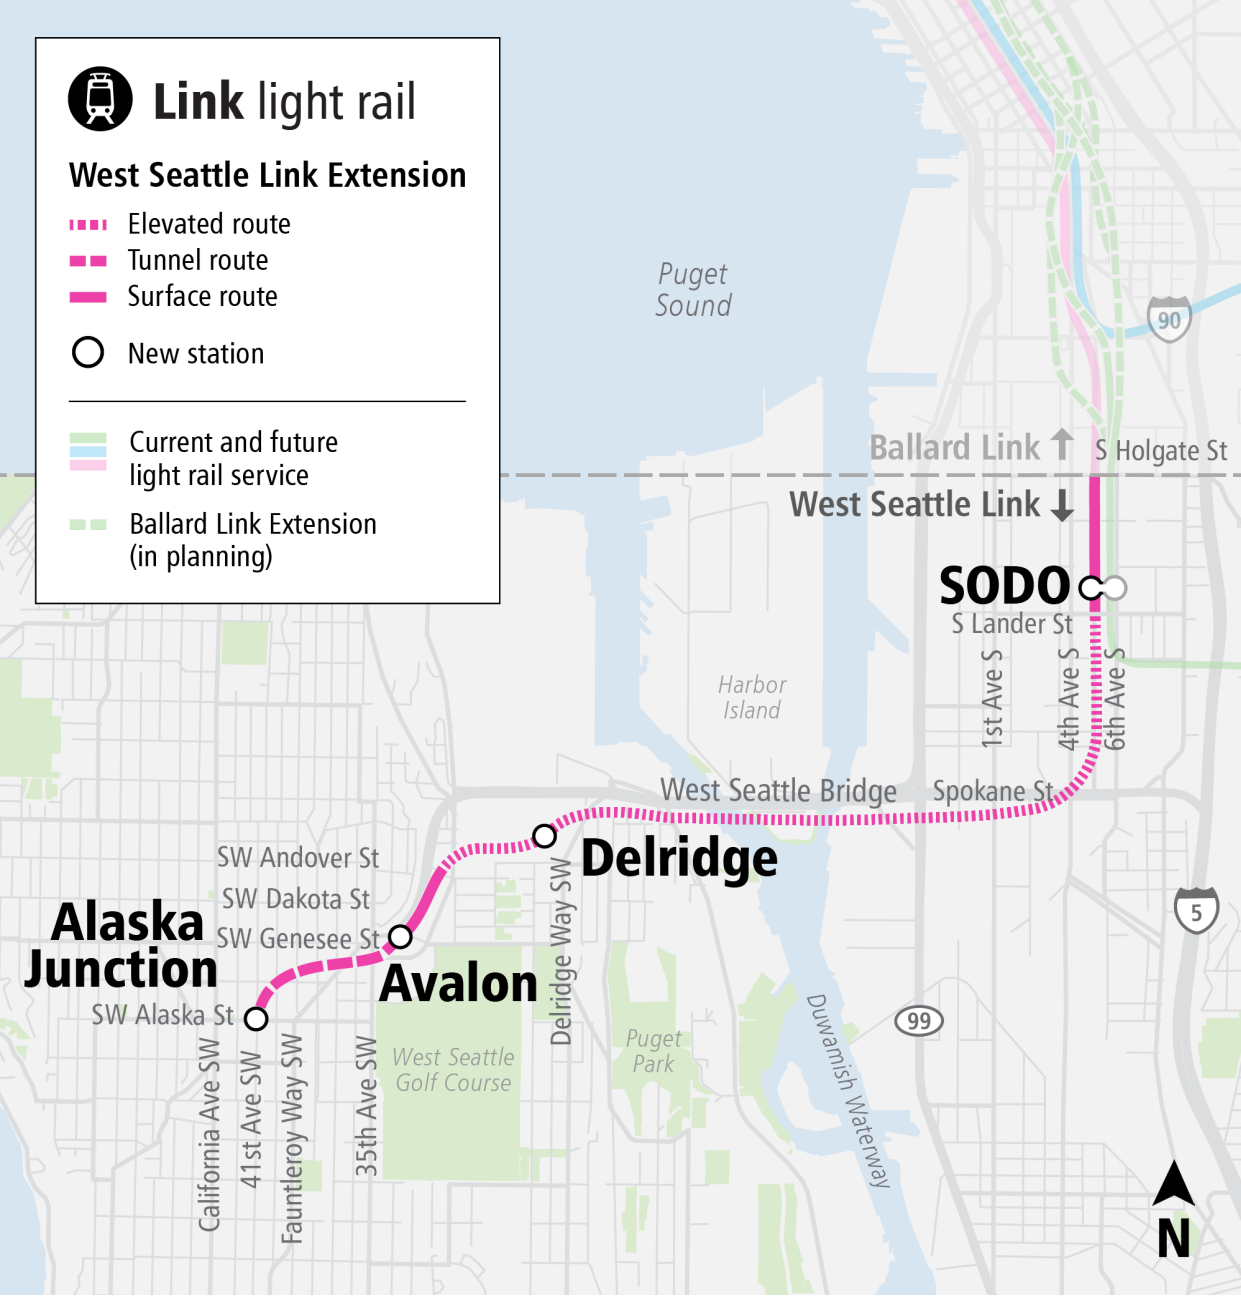 Link light rail
West Seattle Link Extension
Elevated route
Tunnel route
Surface route
New station
Current and future
light rail service
Ballard Link Extension
(in planning)
Puget
Sound
90
Ballard Link
S Holgate St
West Seattle Link
SODO
S Lander St
1st Ave S
4th Ave S
6th Ave S
Harbor
Island
West Seattle Bridge
Spokane St
Delridge
SW Andover St
SW Dakota St
SW Genesee St
Alaska
Junction
Avalon
SW Alaska St
Delridge Way SW
5
99
California Ave SW
41st Ave SW
Fauntleroy Way SW
35th Ave SW
West Seattle
Golf Course
Puget
Park
Duwamish Waterway
N